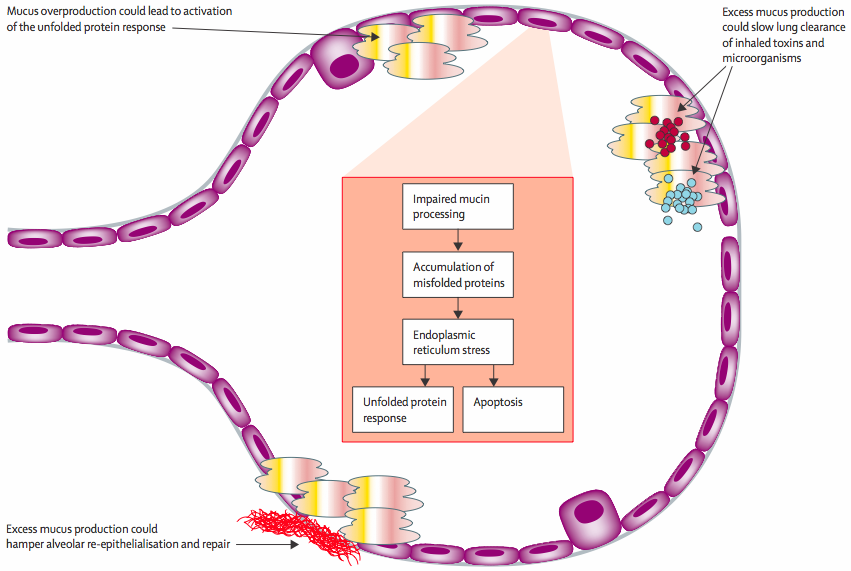 Mucus overproduction could lead to activation
of the unfolded protein response
Excess mucus production
could slow lung clearance
of inhaled toxins and
microorganisms
Impaired mucin
processing
Accumulation of
misfolded proteins
Endoplasmic
reticulum stress
Unfolded protein
response
Apoptosis
Excess mucus production could
hamper alveolar re-epithelialisation and repair